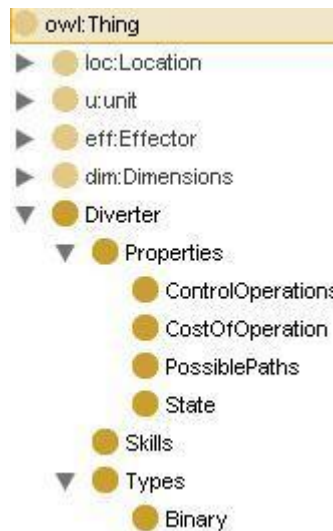 owl:Thing
loc:Location
u:unit
eff:Effector
dim:Dimensions
Diverter
Properties
ControlOperations
CostOfOperation
PossiblePaths
State
Skills
Types
Binary